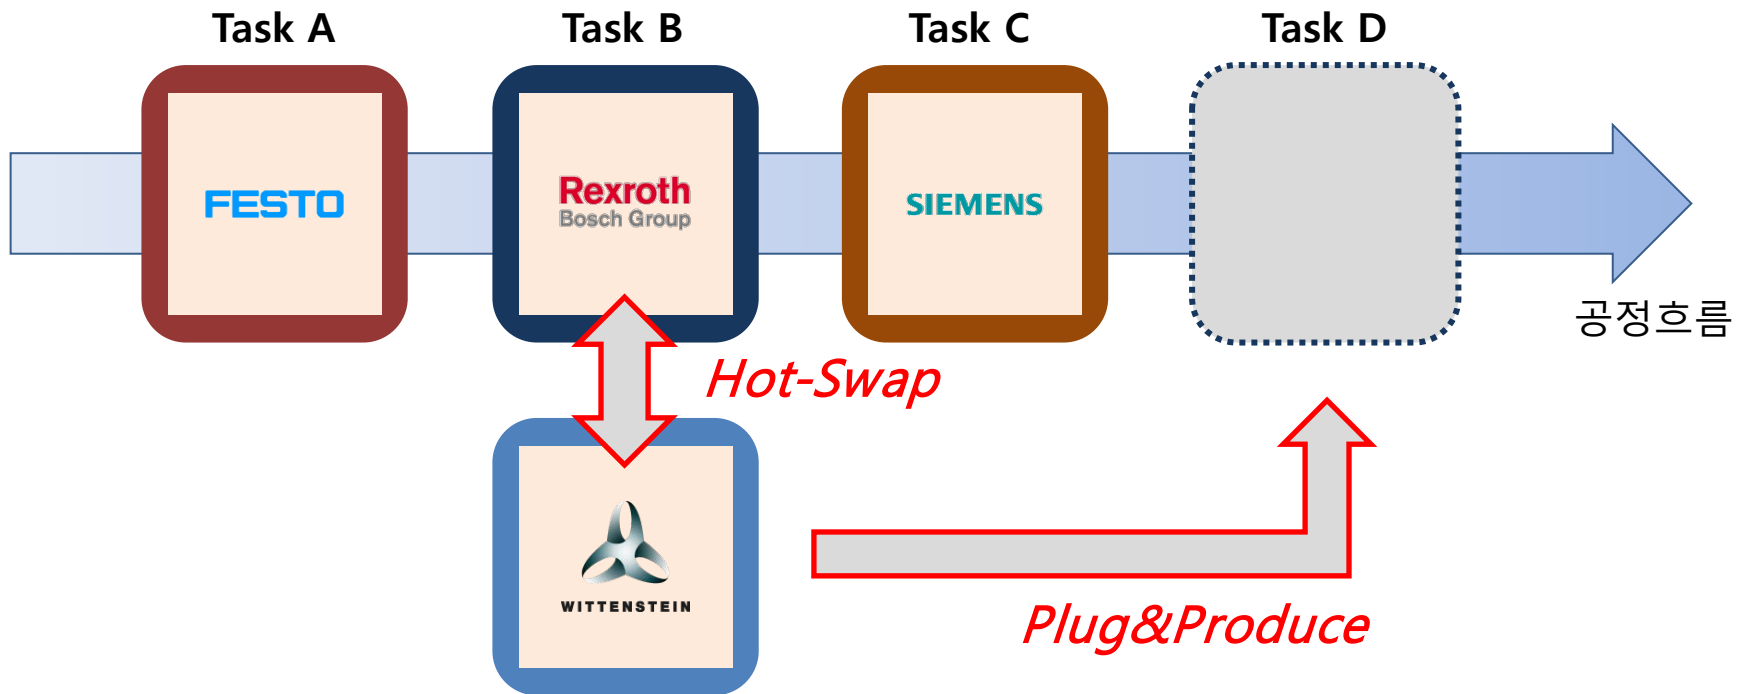 Task A
Task B
Task C
Task D
FESTO
Rexroth
Bosch Group
SIEMENS
공정흐름
Hot-Swap
WITTENSTEIN
Plug&Produce